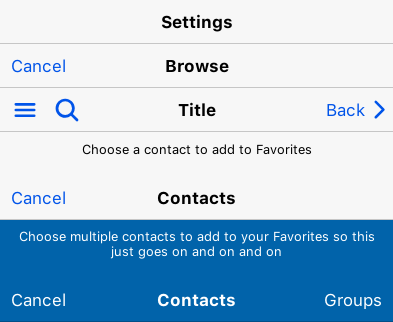 Settings
Cancel Browse
Title Back
Choose a contact to add to Favorites
Cancel Contacts
Choose multiple contacts to add to your Favorites so this
just goes on and on and on
Cancel Contacts Groups